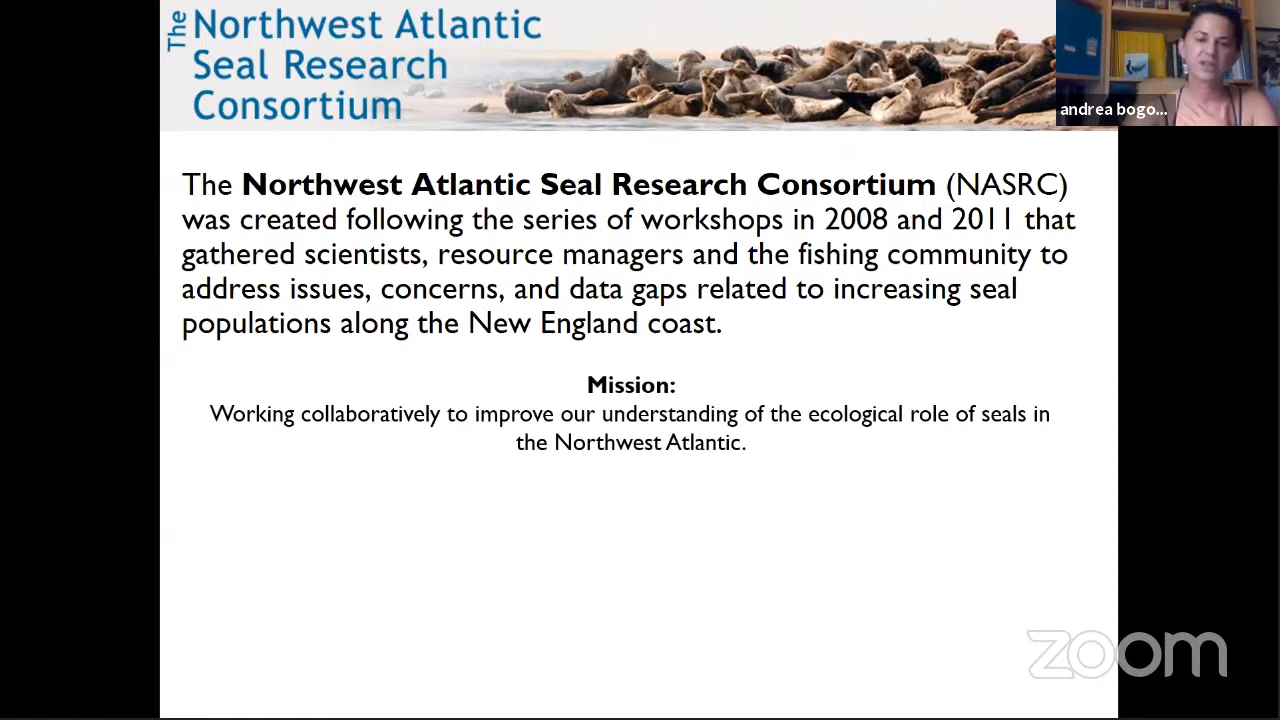 The Northwest Atlantic
Seal Research
Consortium
andrea bogo...
The Northwest Atlantic Seal Research Consortium (NASRC)
was created following the series of workshops in 2008 and 2011 that
gathered scientists, resource managers and the fishing community to
address issues, concerns, and data gaps related to increasing seal
populations along the New England coast.
Mission:
Working collaboratively to improve our understanding of the ecological role of seals in
the Northwest Atlantic.
zoom